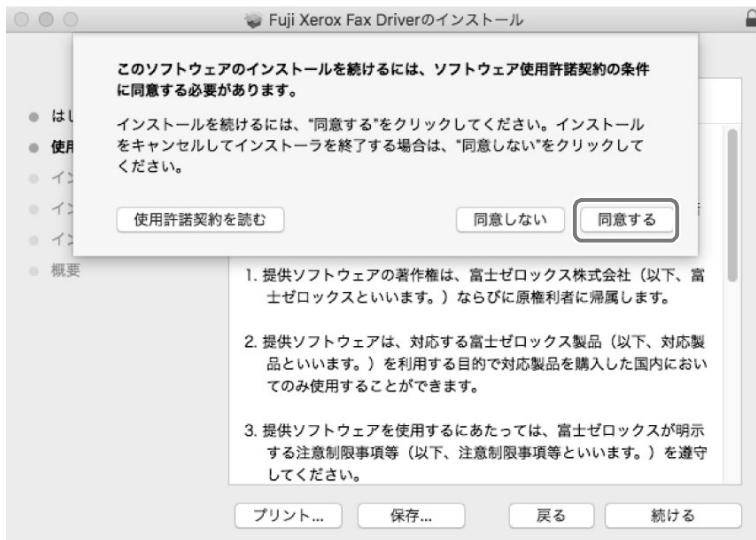 Fuji Xerox Fax Driverのインストール
このソフトウェアのインストールを続けるには、ソフトウェア使用許諾契約の条件
に同意する必要があります。
インストールを続けるには、“同意する”をクリックしてください。インストール
をキャンセルしてインストーラを終了する場合は、“同意しない”をクリックして
ください。
使用許諾契約を読む
同意しない
同意する
はじ
使用
イン
イン
イン
概要
1. 提供ソフトウェアの著作権は、富士ゼロックス株式会社（以下、富
士ゼロックスといいます。）ならびに原権利者に帰属します。
2. 提供ソフトウェアは、対応する富士ゼロックス製品（以下、対応製
品といいます。）を利用する目的で対応製品を購入した国内におい
てのみ使用することができます。
3. 提供ソフトウェアを使用するにあたっては、富士ゼロックスが明示
する注意制限事項等（以下、注意制限事項等といいます。）を遵守
してください。
プリント...
保存...
戻る
続ける